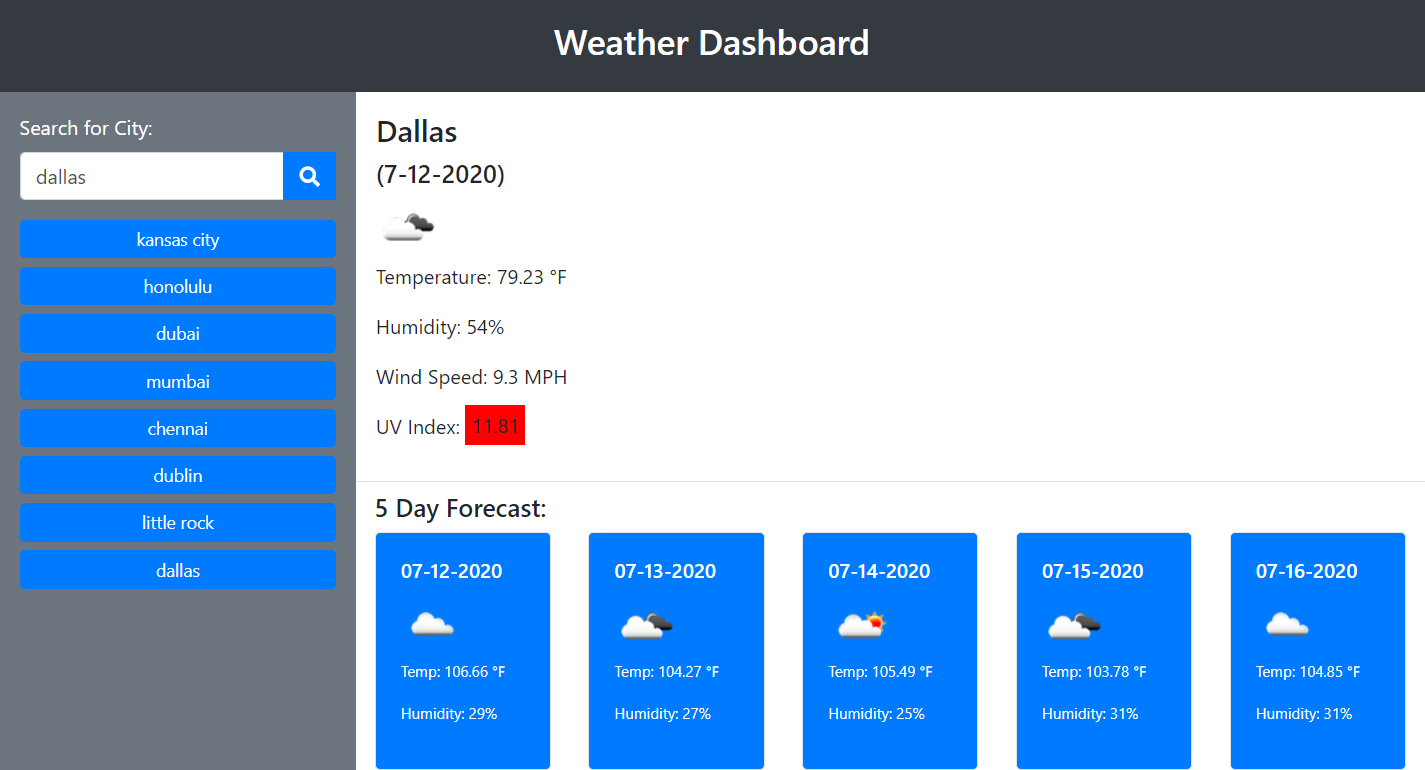 Weather Dashboard
Search for City:
dallas
kansas city
honolulu
dubai
mumbai
chennai
dublin
little rock
dallas
Dallas
(7-12-2020)
Temperature: 79.23 °F
Humidity: 54%
Wind Speed: 9.3 MPH
UV Index: 11.81
5 Day Forecast:
07-12-2020
Temp: 106.66 °F
Humidity: 29%
07-13-2020
Temp: 104.27 °F
Humidity: 27%
07-14-2020
Temp: 105.49 °F
Humidity: 25%
07-15-2020
Temp: 103.78 °F
Humidity: 31%
07-16-2020
Temp: 104.85 °F
Humidity: 31%